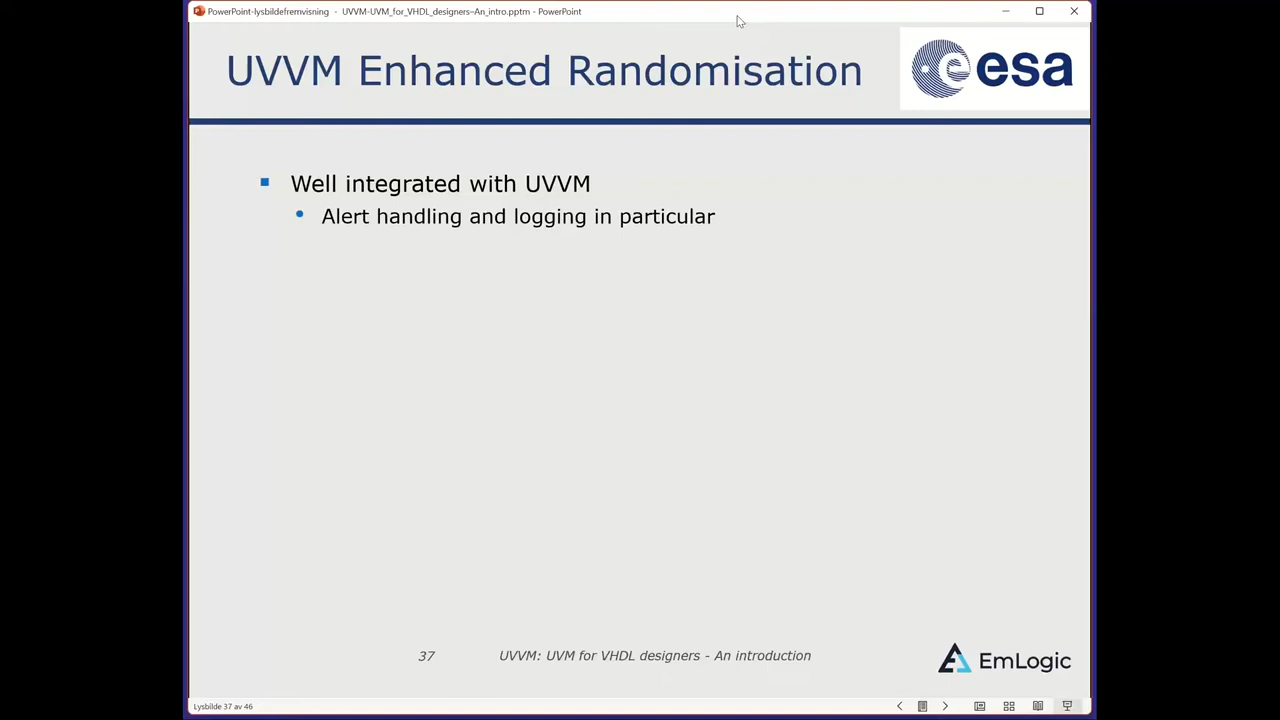 PowerPoint-lysbildefremvisning - UVVM-UVM_for_VHDL_designers–An_intro.pptm - PowerPoint
UVVM Enhanced Randomisation
esa
Well integrated with UVVM
Alert handling and logging in particular
37
UVVM: UVM for VHDL designers - An introduction
EmLogic
Lysbilde 37 av 46